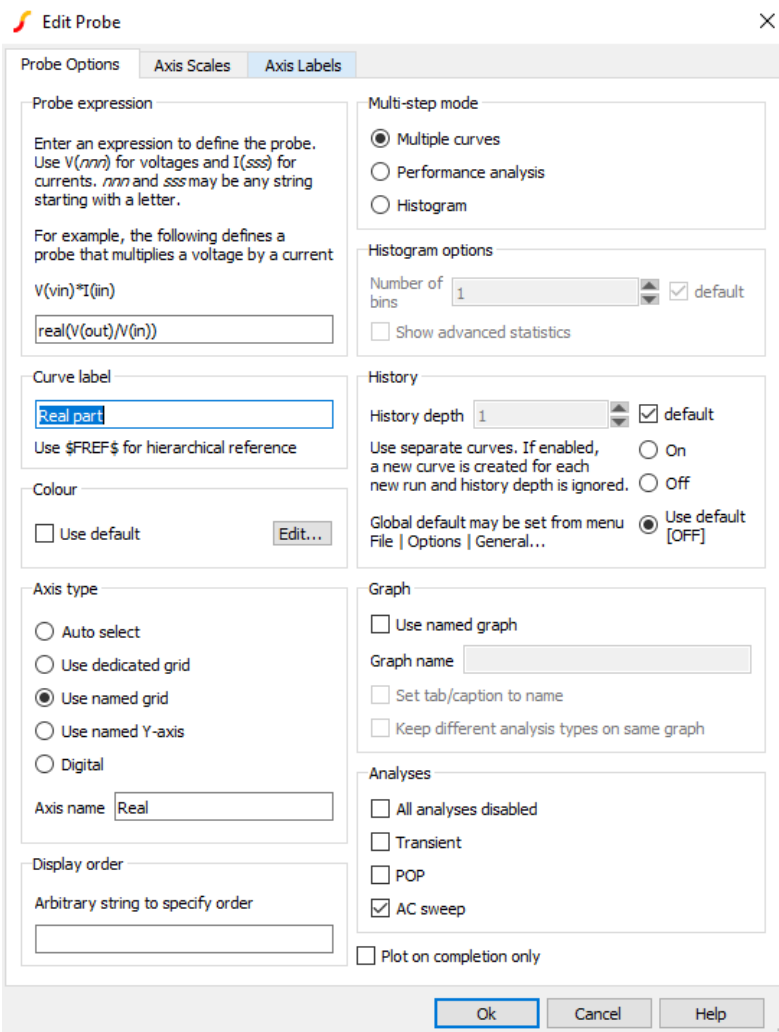 Edit Probe
Probe Options
Axis Scales
Axis Labels
Probe expression
Enter an expression to define the probe.
Use V(nnn) for voltages and I(sss) for
currents. nnn and sss may be any string
starting with a letter.
For example, the following defines a
probe that multiplies a voltage by a current
V(vin)*I(iin)
real(V(out)/V(in))
Curve label
Real part
Use $FREF$ for hierarchical reference
Colour
Use default
Edit...
Axis type
Auto select
Use dedicated grid
Use named grid
Use named Y-axis
Digital
Axis name
Real
Display order
Arbitrary string to specify order
Multi-step mode
Multiple curves
Performance analysis
Histogram
Histogram options
Number of
bins
1
default
Show advanced statistics
History
History depth
1
default
Use separate curves. If enabled,
a new curve is created for each
new run and history depth is ignored.
Global default may be set from menu
File | Options | General...
On
Off
Use default
[OFF]
Graph
Use named graph
Graph name
Set tab/caption to name
Keep different analysis types on same graph
Analyses
All analyses disabled
Transient
POP
AC sweep
Plot on completion only
Ok
Cancel
Help